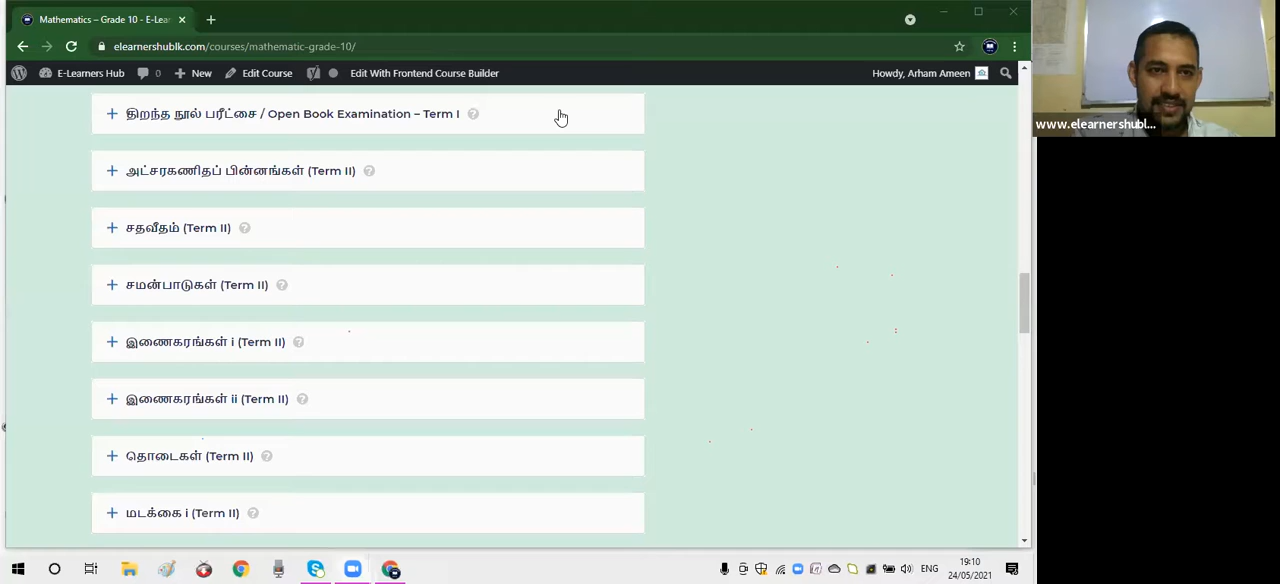 Mathematics – Grade 10 - E-Lear
elearnershublk.com/courses/mathematic-grade-10/
E-Learners Hub 0 New Edit Course Edit With Frontend Course Builder Howdy, Arham Ameen
www.elearnershubl...
திறந்த நூல் பரீட்சை / Open Book Examination – Term I
அட்சரகணிதப் பின்னங்கள் (Term II)
சதவீதம் (Term II)
சமன்பாடுகள் (Term II)
இணைகரங்கள் i (Term II)
இணைகரங்கள் ii (Term II)
தொடைகள் (Term II)
மடக்கை i (Term II)
ENG
19:10
24/05/2021